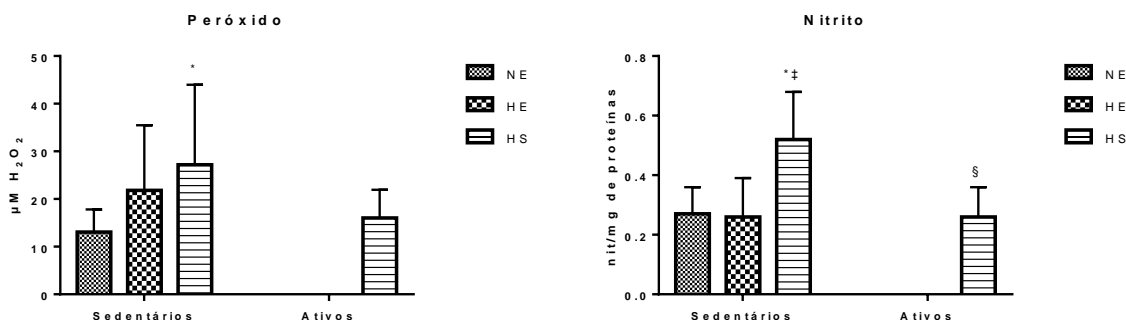 Peróxido
50
40
30
20
10
0
µM H2O2
*
Sedentários
Ativos
NE
HE
HS
Nitrito
0.8
0.6
0.4
0.2
0.0
nit/mg de proteínas
*‡
§
Sedentários
Ativos
NE
HE
HS